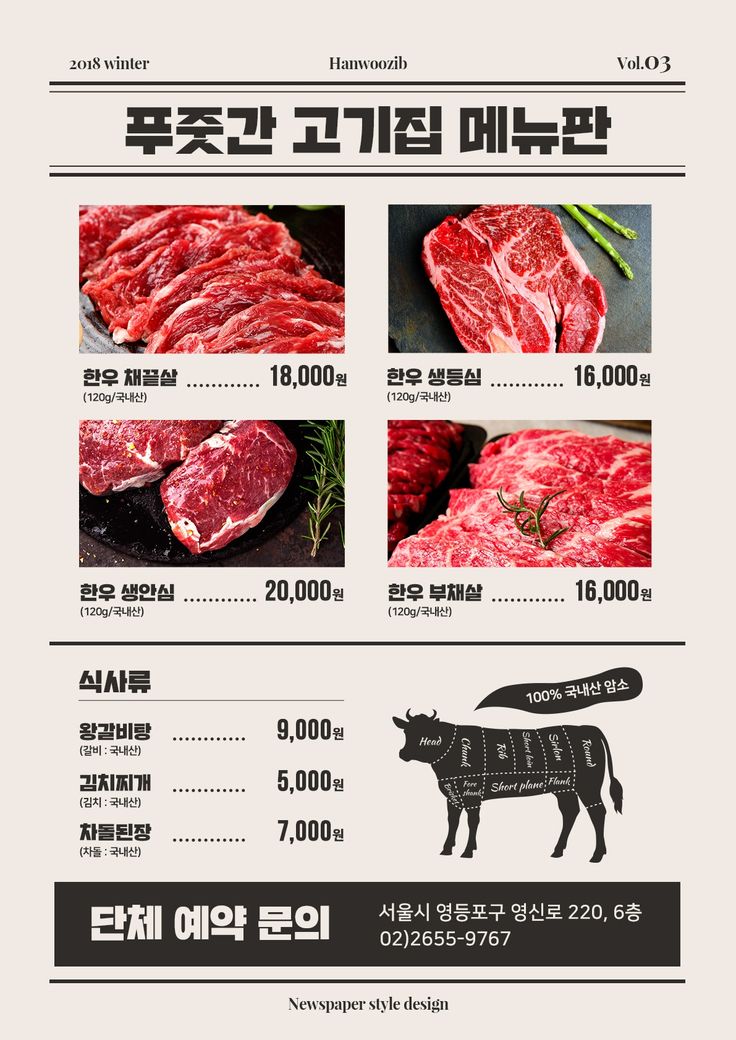 2018 winter
Hanwoozib
Vol.03
푸줏간 고기집 메뉴판
한우 채끝살 ............ 18,000원
(120g/국내산)
한우 생등심 ............ 16,000원
(120g/국내산)
한우 생안심 ............ 20,000원
(120g/국내산)
한우 부채살 ............ 16,000원
(120g/국내산)
식사류
왕갈비탕 ............ 9,000원
(갈비 : 국내산)
김치찌개 ............ 5,000원
(김치 : 국내산)
차돌된장 ............ 7,000원
(차돌 : 국내산)
100% 국내산 암소
Head
Chunk
Rib
Short loin
Sirlon
Round
Brisket
Fore shank
Short plane
Flank
단체 예약 문의
서울시 영등포구 영신로 220, 6층
02)2655-9767
Newspaper style design